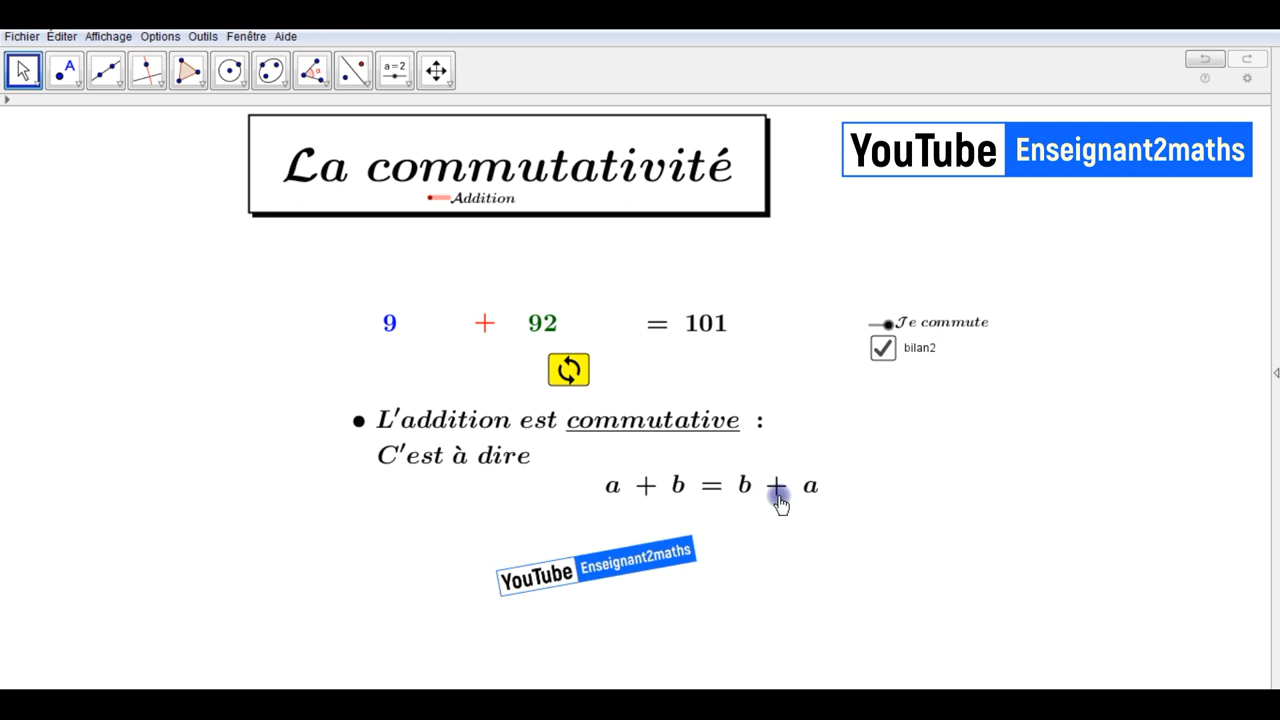 Fichier Éditer Affichage Options Outils Fenêtre Aide
A
a=2
La commutativité
Addition
YouTube Enseignant2maths
9 + 92 = 101
Je commute
bilan2
• L'addition est commutative :
C'est à dire
a + b = b + a
YouTube Enseignant2maths